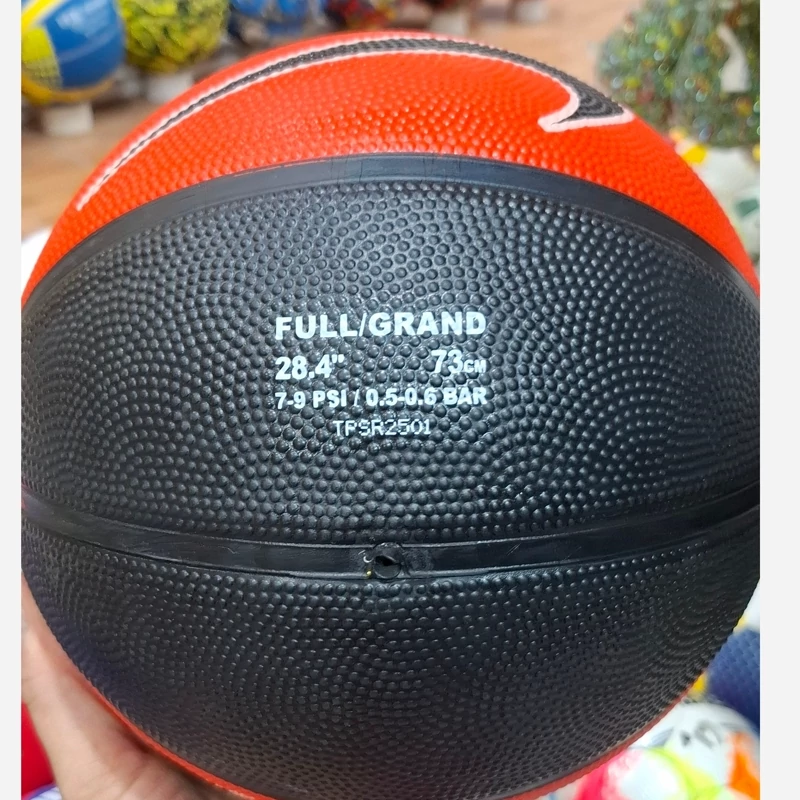 FULL/GRAND
28.4" 73CM
7-9 PSI / 0.5-0.6 BAR
TPSR2501